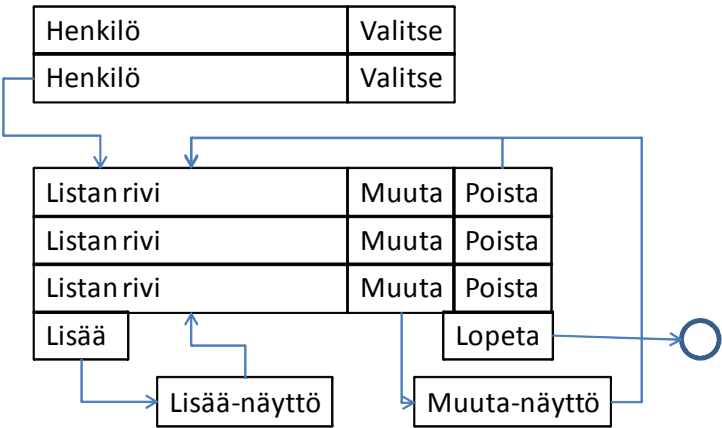 Henkilö Valitse
Henkilö Valitse
Listan rivi Muuta Poista
Listan rivi Muuta Poista
Listan rivi Muuta Poista
Lisää Lopeta
Lisää-näyttö Muuta-näyttö